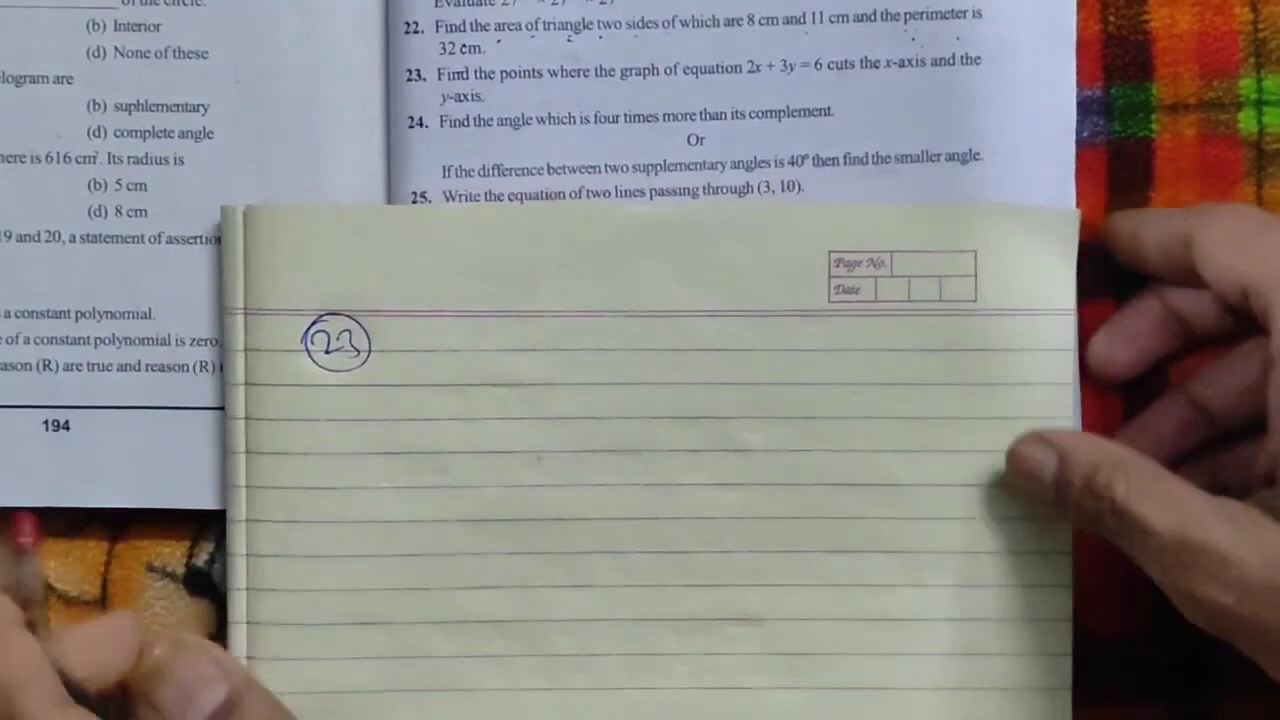 of the circle.
(b) Interior
(d) None of these
logram are
(b) suphlementary
(d) complete angle
here is 616 cm². Its radius is
(b) 5 cm
(d) 8 cm
19 and 20, a statement of assertio
a constant polynomial.
of a constant polynomial is zero.
ason (R) are true and reason (R)
194
Evaluate
22. Find the area of triangle two sides of which are 8 cm and 11 cm and the perimeter is
32 cm.
23. Find the points where the graph of equation 2x + 3y = 6 cuts the x-axis and the
y-axis.
24. Find the angle which is four times more than its complement.
Or
If the difference between two supplementary angles is 40° then find the smaller angle.
25. Write the equation of two lines passing through (3, 10).
Page No.
Date
23